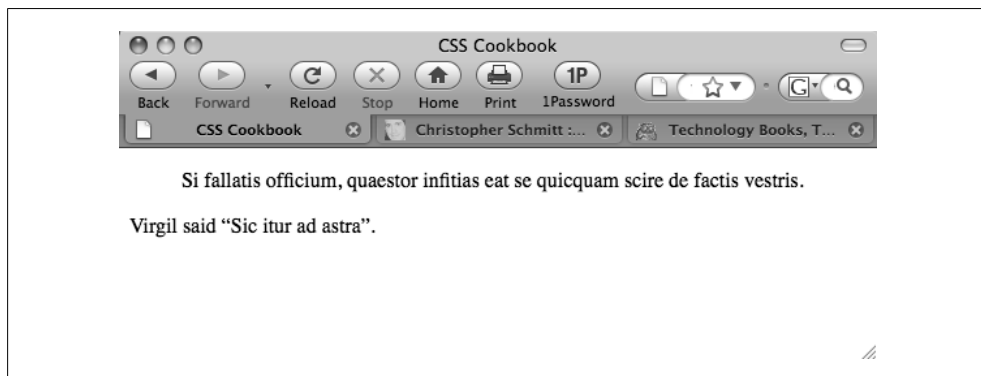 CSS Cookbook
1P
G
Back Forward Reload Stop Home Print 1Password
CSS Cookbook Christopher Schmitt :... Technology Books, T...
Si fallatis officium, quaestor infitias eat se quicquam scire de factis vestris.
Virgil said “Sic itur ad astra”.